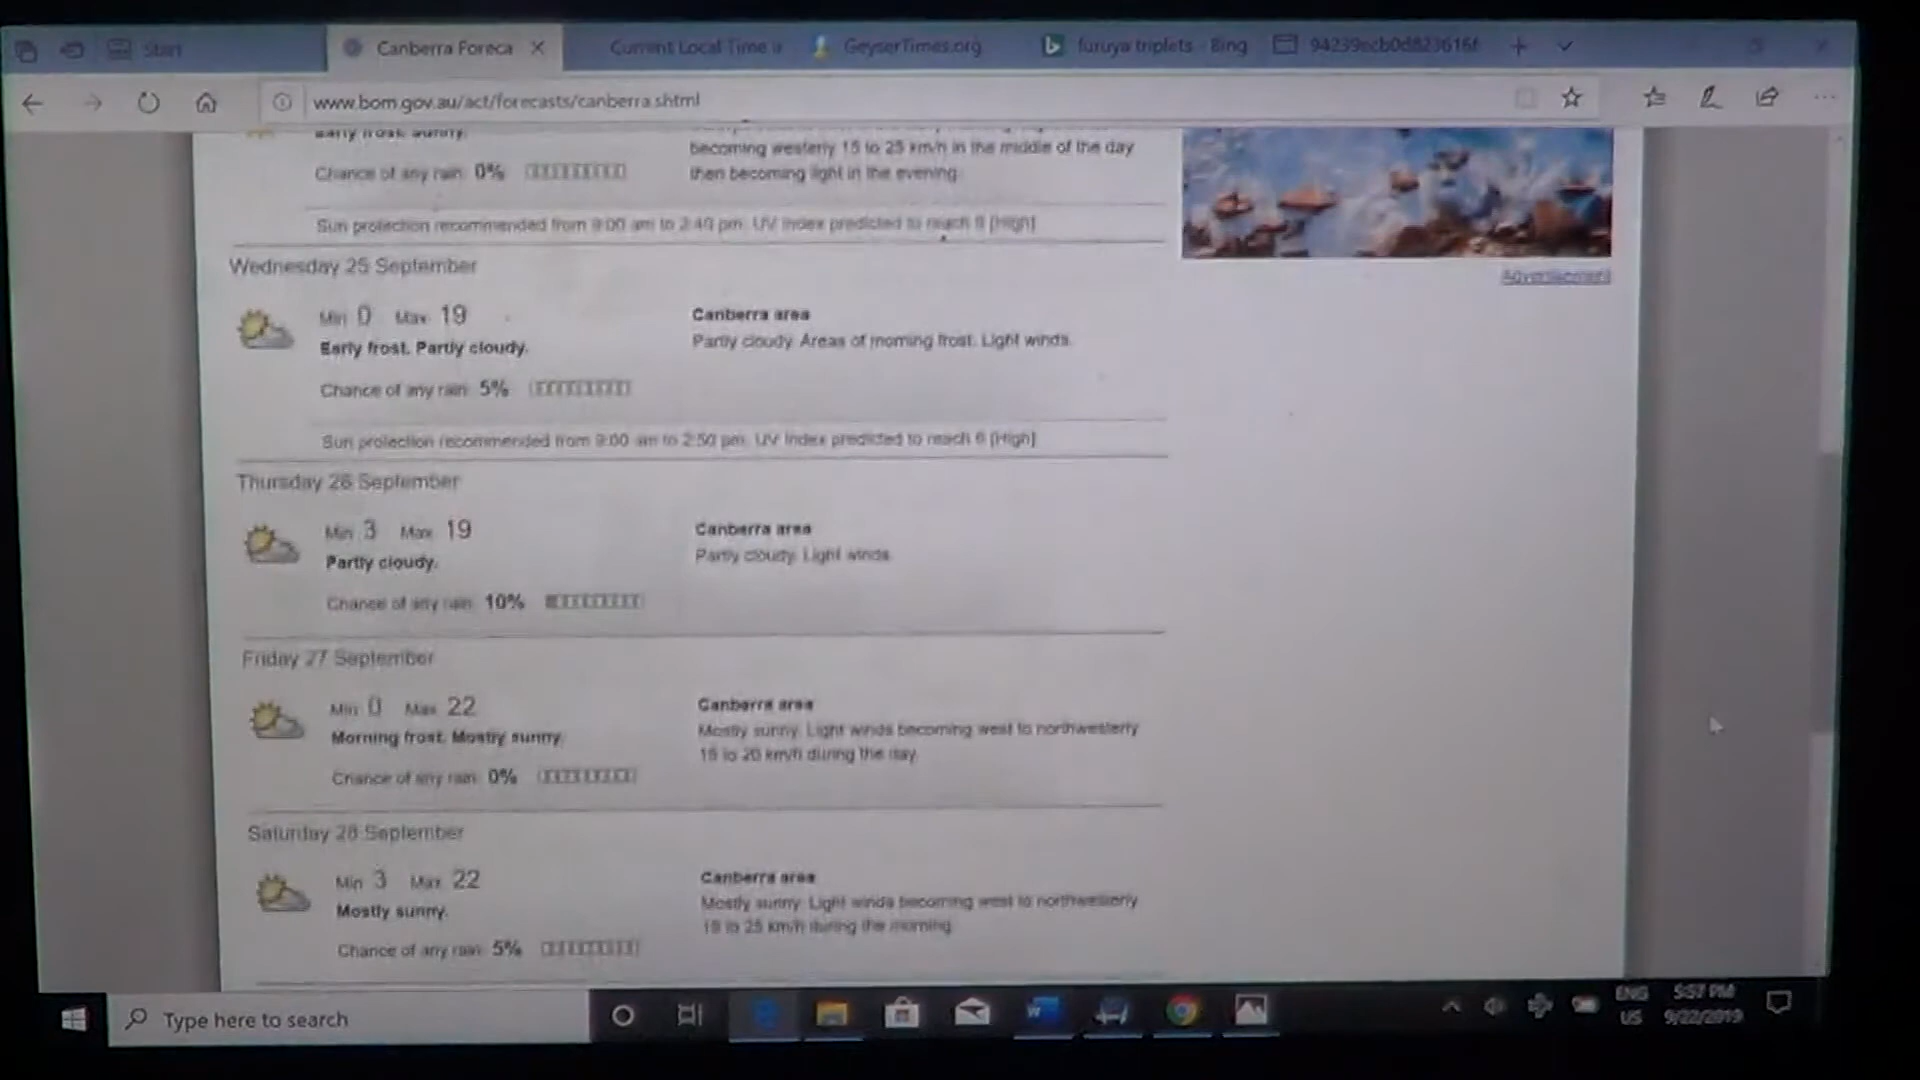 Start
Canberra Foreca
Current Local Time i
GeyserTimes.org
furuya triplets - Bing
94239ecb0d823616f
www.bom.gov.au/act/forecasts/canberra.shtml
Early frost. Sunny.
becoming westerly 15 to 25 km/h in the middle of the day
Chance of any rain: 0%
then becoming light in the evening.
Sun protection recommended from 9:00 am to 2:40 pm, UV Index predicted to reach 6 [High]
Advertisement
Wednesday 25 September
Min 0 Max 19
Canberra area
Early frost. Partly cloudy.
Partly cloudy. Areas of morning frost. Light winds.
Chance of any rain: 5%
Sun protection recommended from 9:00 am to 2:50 pm, UV Index predicted to reach 6 [High]
Thursday 26 September
Min 3 Max 19
Canberra area
Partly cloudy.
Partly cloudy. Light winds.
Chance of any rain: 10%
Friday 27 September
Min 0 Max 22
Canberra area
Morning frost. Mostly sunny.
Mostly sunny. Light winds becoming west to northwesterly
15 to 20 km/h during the day.
Chance of any rain: 0%
Saturday 28 September
Min 3 Max 22
Canberra area
Mostly sunny.
Mostly sunny. Light winds becoming west to northwesterly
15 to 25 km/h during the morning.
Chance of any rain: 5%
Type here to search
ENG
US
5:57 PM
9/22/2019